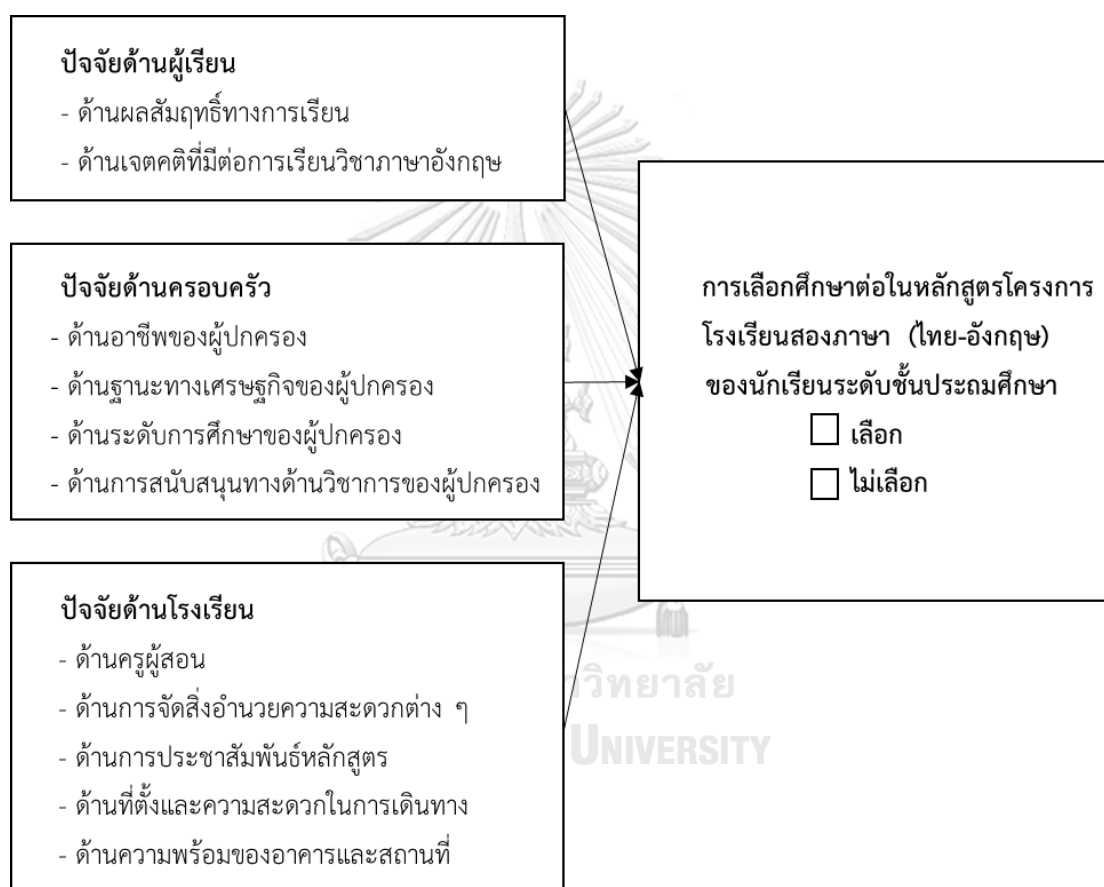 ปัจจัยด้านผู้เรียน
- ด้านผลสัมฤทธิ์ทางการเรียน
- ด้านเจตคติที่มีต่อการเรียนวิชาภาษาอังกฤษ
ปัจจัยด้านครอบครัว
- ด้านอาชีพของผู้ปกครอง
- ด้านฐานะทางเศรษฐกิจของผู้ปกครอง
- ด้านระดับการศึกษาของผู้ปกครอง
- ด้านการสนับสนุนทางด้านวิชาการของผู้ปกครอง
ปัจจัยด้านโรงเรียน
- ด้านครูผู้สอน
- ด้านการจัดสิ่งอำนวยความสะดวกต่าง ๆ
- ด้านการประชาสัมพันธ์หลักสูตร
- ด้านที่ตั้งและความสะดวกในการเดินทาง
- ด้านความพร้อมของอาคารและสถานที่
การเลือกศึกษาต่อในหลักสูตรโครงการ
โรงเรียนสองภาษา (ไทย-อังกฤษ)
ของนักเรียนระดับชั้นประถมศึกษา
เลือก
ไม่เลือก
UNIVERSITY